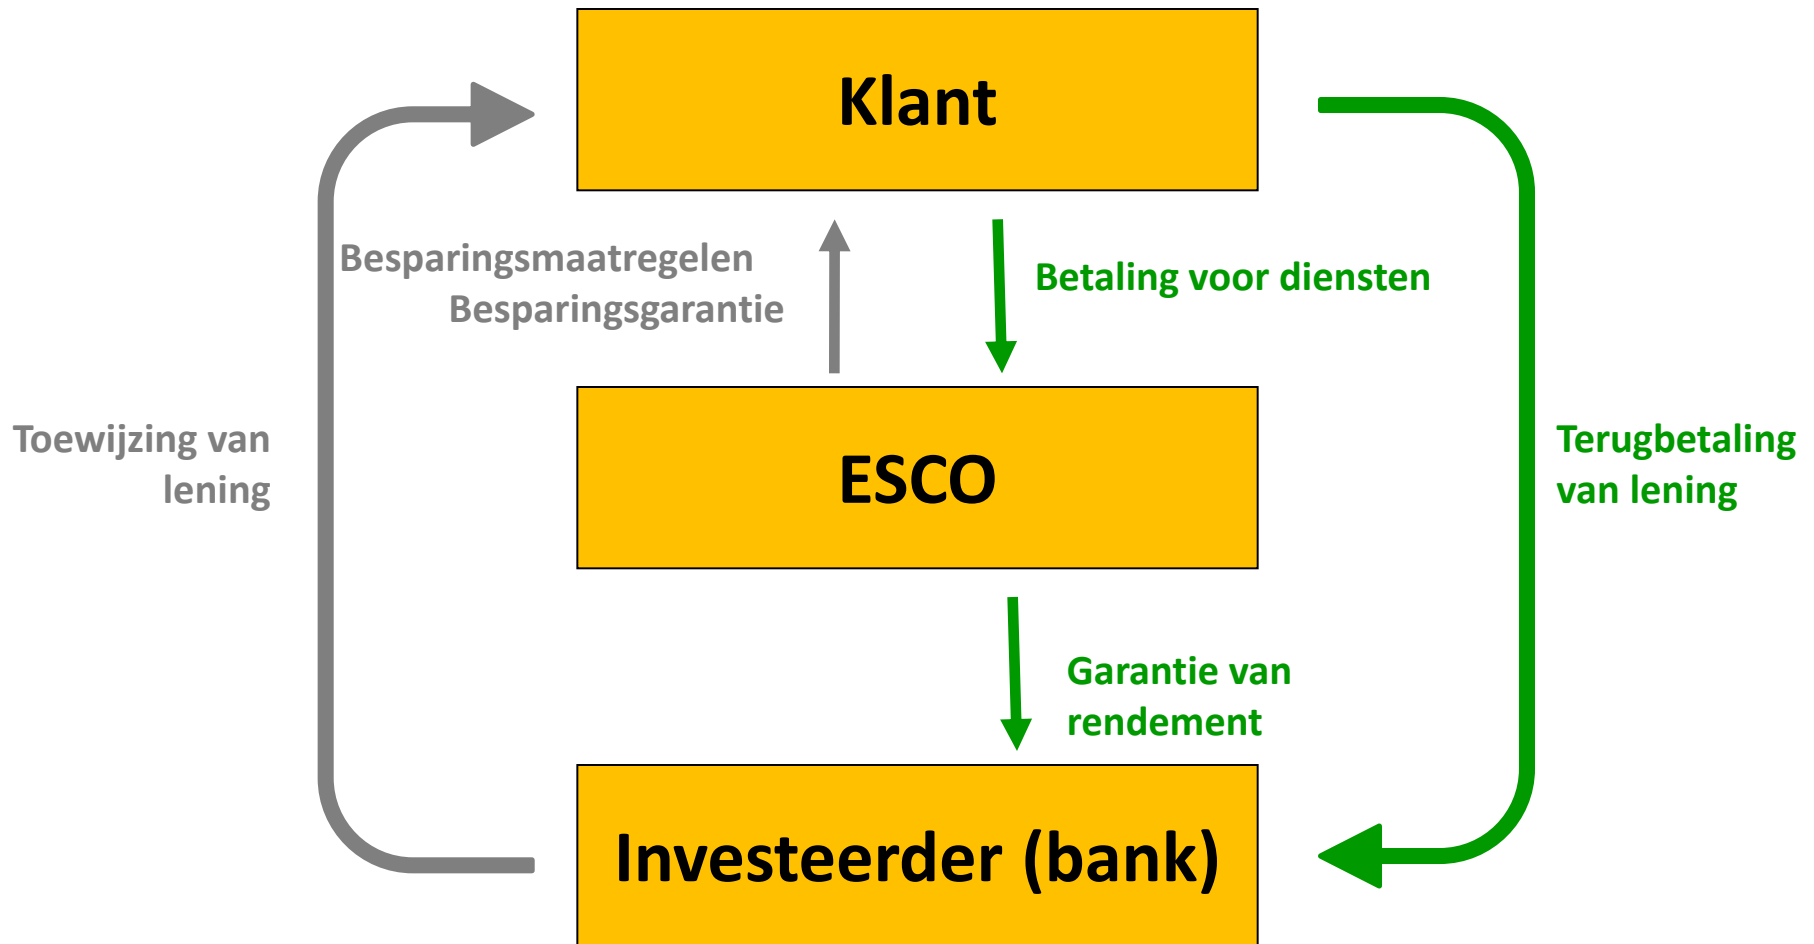 Klant
Besparingsmaatregelen
Besparingsgarantie
Betaling voor diensten
Toewijzing van
lening
ESCO
Terugbetaling
van lening
Garantie van
rendement
Investeerder (bank)